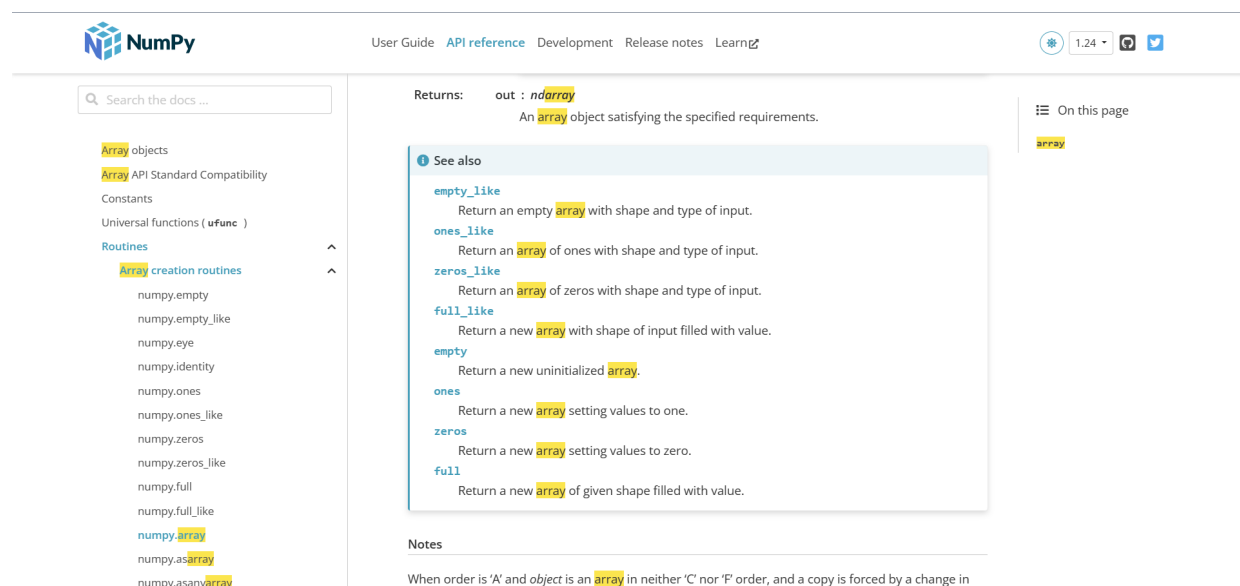 NumPy
User Guide API reference Development Release notes Learn
1.24
Search the docs ...
Array objects
Array API Standard Compatibility
Constants
Universal functions ( ufunc )
Routines
Array creation routines
numpy.empty
numpy.empty_like
numpy.eye
numpy.identity
numpy.ones
numpy.ones_like
numpy.zeros
numpy.zeros_like
numpy.full
numpy.full_like
numpy.array
numpy.asarray
numpy.asanyarray
Returns: out : ndarray
An array object satisfying the specified requirements.
See also
empty_like
Return an empty array with shape and type of input.
ones_like
Return an array of ones with shape and type of input.
zeros_like
Return an array of zeros with shape and type of input.
full_like
Return a new array with shape of input filled with value.
empty
Return a new uninitialized array.
ones
Return a new array setting values to one.
zeros
Return a new array setting values to zero.
full
Return a new array of given shape filled with value.
Notes
When order is ‘A’ and object is an array in neither ‘C’ nor ‘F’ order, and a copy is forced by a change in
On this page
array